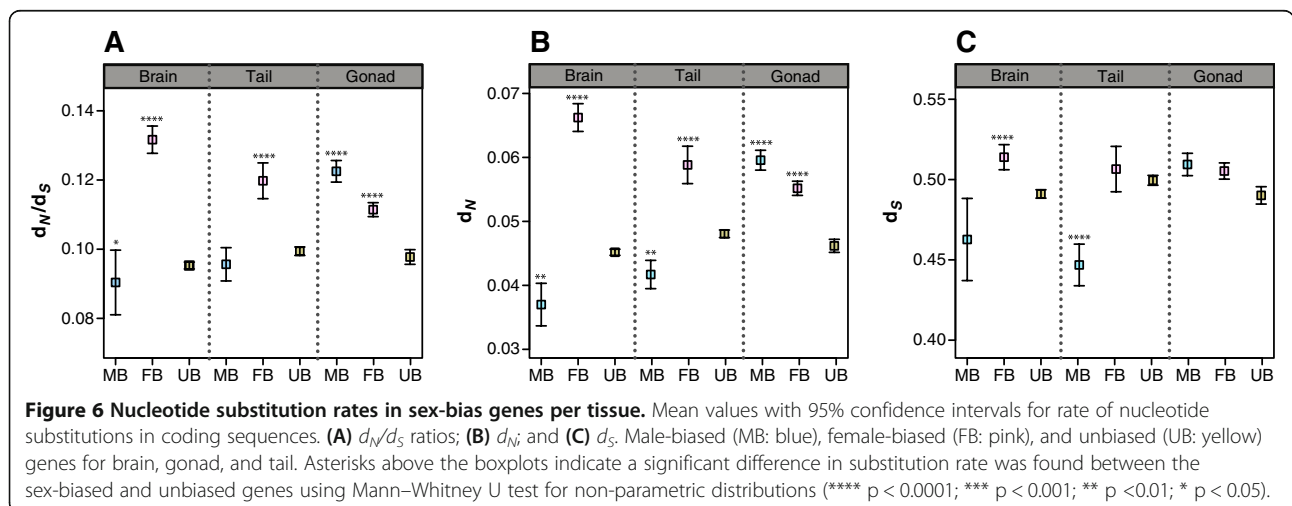 A
B
C
Brain Tail Gonad
Brain Tail Gonad
Brain Tail Gonad
dN/dS
0.14
0.12
0.10
0.08
dN
0.07
0.06
0.05
0.04
0.03
dS
0.55
0.50
0.45
0.40
* **** **** **** ****
** **** ** **** **** ****
**** ****
MB FB UB MB FB UB MB FB UB
MB FB UB MB FB UB MB FB UB
MB FB UB MB FB UB MB FB UB
Figure 6 Nucleotide substitution rates in sex-bias genes per tissue. Mean values with 95% confidence intervals for rate of nucleotide
substitutions in coding sequences. (A) dN/dS ratios; (B) dN; and (C) dS. Male-biased (MB: blue), female-biased (FB: pink), and unbiased (UB: yellow)
genes for brain, gonad, and tail. Asterisks above the boxplots indicate a significant difference in substitution rate was found between the
sex-biased and unbiased genes using Mann–Whitney U test for non-parametric distributions (**** p < 0.0001; *** p < 0.001; ** p <0.01; * p < 0.05).